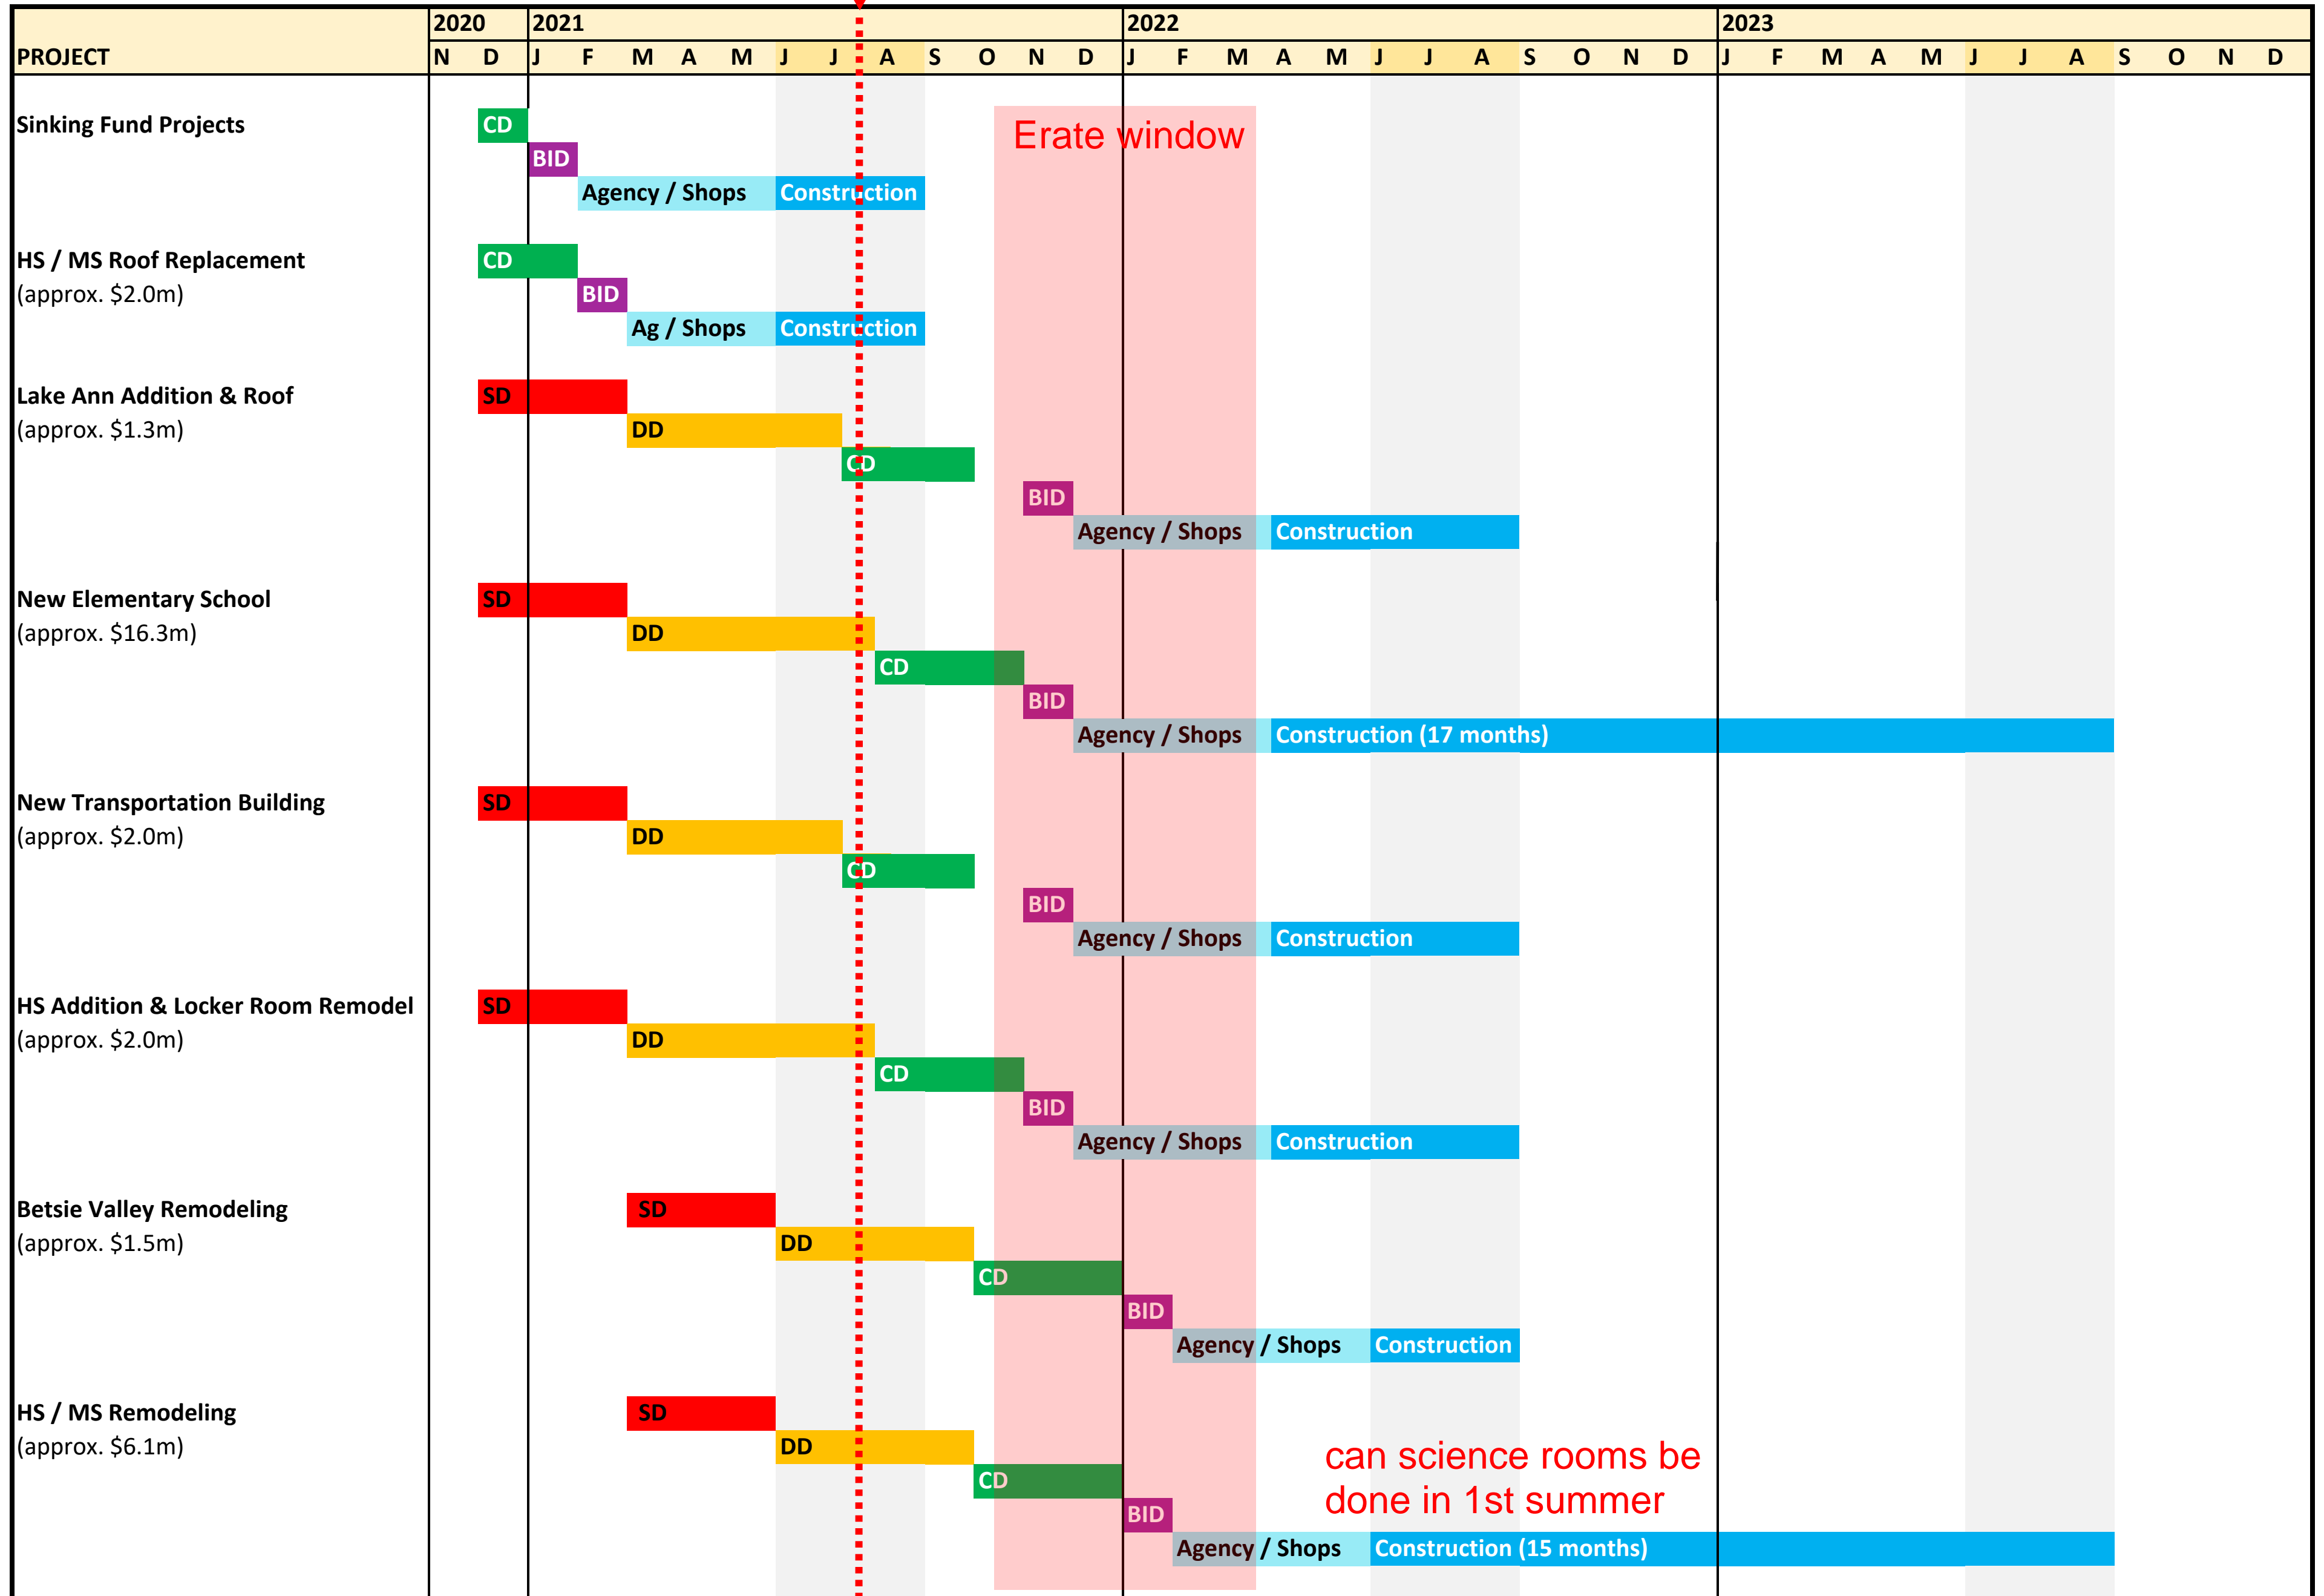 2020 2021 2022 2023
PROJECT N D J F M A M J J A S O N D J F M A M J J A S O N D J F M A M J J A S O N D
Sinking Fund Projects CD
Erate window
BID
Agency / Shops Construction
HS / MS Roof Replacement CD
(approx. $2.0m) BID
Ag / Shops Construction
Lake Ann Addition & Roof SD
(approx. $1.3m) DD
CD
BID
Agency / Shops Construction
New Elementary School SD
(approx. $16.3m) DD
CD
BID
Agency / Shops Construction (17 months)
New Transportation Building SD
(approx. $2.0m) DD
CD
BID
Agency / Shops Construction
HS Addition & Locker Room Remodel SD
(approx. $2.0m) DD
CD
BID
Agency / Shops Construction
Betsie Valley Remodeling SD
(approx. $1.5m) DD
CD
BID
Agency / Shops Construction
HS / MS Remodeling SD
(approx. $6.1m) DD
can science rooms be
CD
done in 1st summer
BID
Agency / Shops Construction (15 months)